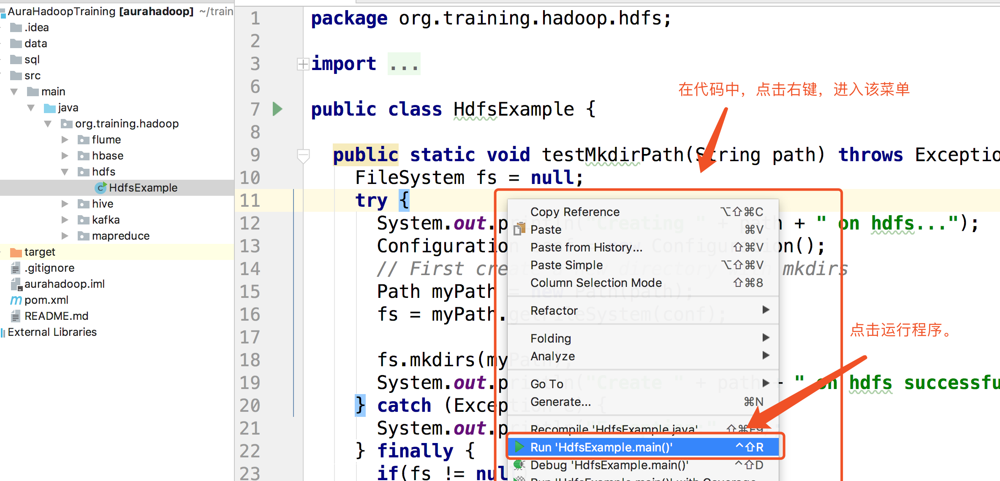 AuraHadoopTraining [aurahadoop] ~/train
.idea
data
sql
src
main
java
org.training.hadoop
flume
hbase
hdfs
HdfsExample
hive
kafka
mapreduce
target
.gitignore
aurahadoop.iml
pom.xml
README.md
External Libraries
1 package org.training.hadoop.hdfs;
2
3 import ...
6
7 public class HdfsExample {
8
9 public static void testMkdirPath(String path) throws Exceptio
10 FileSystem fs = null;
11 try {
12 System.out.println("Creating " + path + " on hdfs...");
13 Configuration conf = new Configuration();
14 // First create a new directory with mkdirs
15 Path myPath = new Path(path);
16 fs = myPath.getFileSystem(conf);
17
18 fs.mkdirs(myPath);
19 System.out.println("Create " + path + " on hdfs successfu
20 } catch (Exception e) {
21 System.out.println("Exception:"
22 } finally {
23 if(fs != nul
在代码中，点击右键，进入该菜单
Copy Reference ⌥⇧⌘C
Paste ⌘V
Paste from History... ⇧⌘V
Paste Simple ⌥⇧⌘V
Column Selection Mode ⇧⌘8
Refactor
Folding
Analyze
Go To
Generate... ⌘N
Recompile 'HdfsExample.java' ⇧⌘F9
Run 'HdfsExample.main()' ^⇧R
Debug 'HdfsExample.main()' ^⇧D
Run 'HdfsExample.main()' with Coverage
点击运行程序。